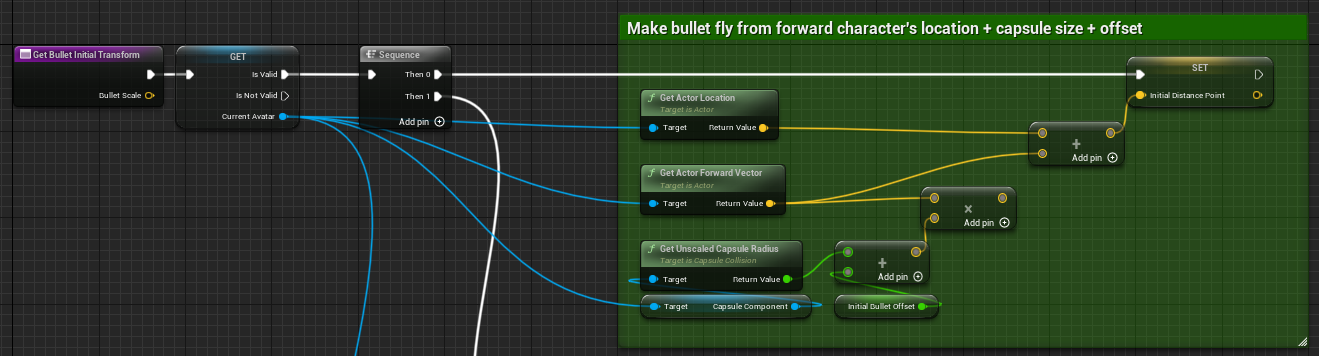 Make bullet fly from forward character's location + capsule size + offset
Get Bullet Initial Transform
Bullet Scale
GET
Is Valid
Is Not Valid
Current Avatar
Sequence
Then 0
Then 1
Add pin
Get Actor Location
Target is Actor
Target
Return Value
Get Actor Forward Vector
Target is Actor
Target
Return Value
Get Unscaled Capsule Radius
Target is Capsule Collision
Target
Return Value
Target
Capsule Component
+
Add pin
Initial Bullet Offset
×
Add pin
+
Add pin
SET
Initial Distance Point